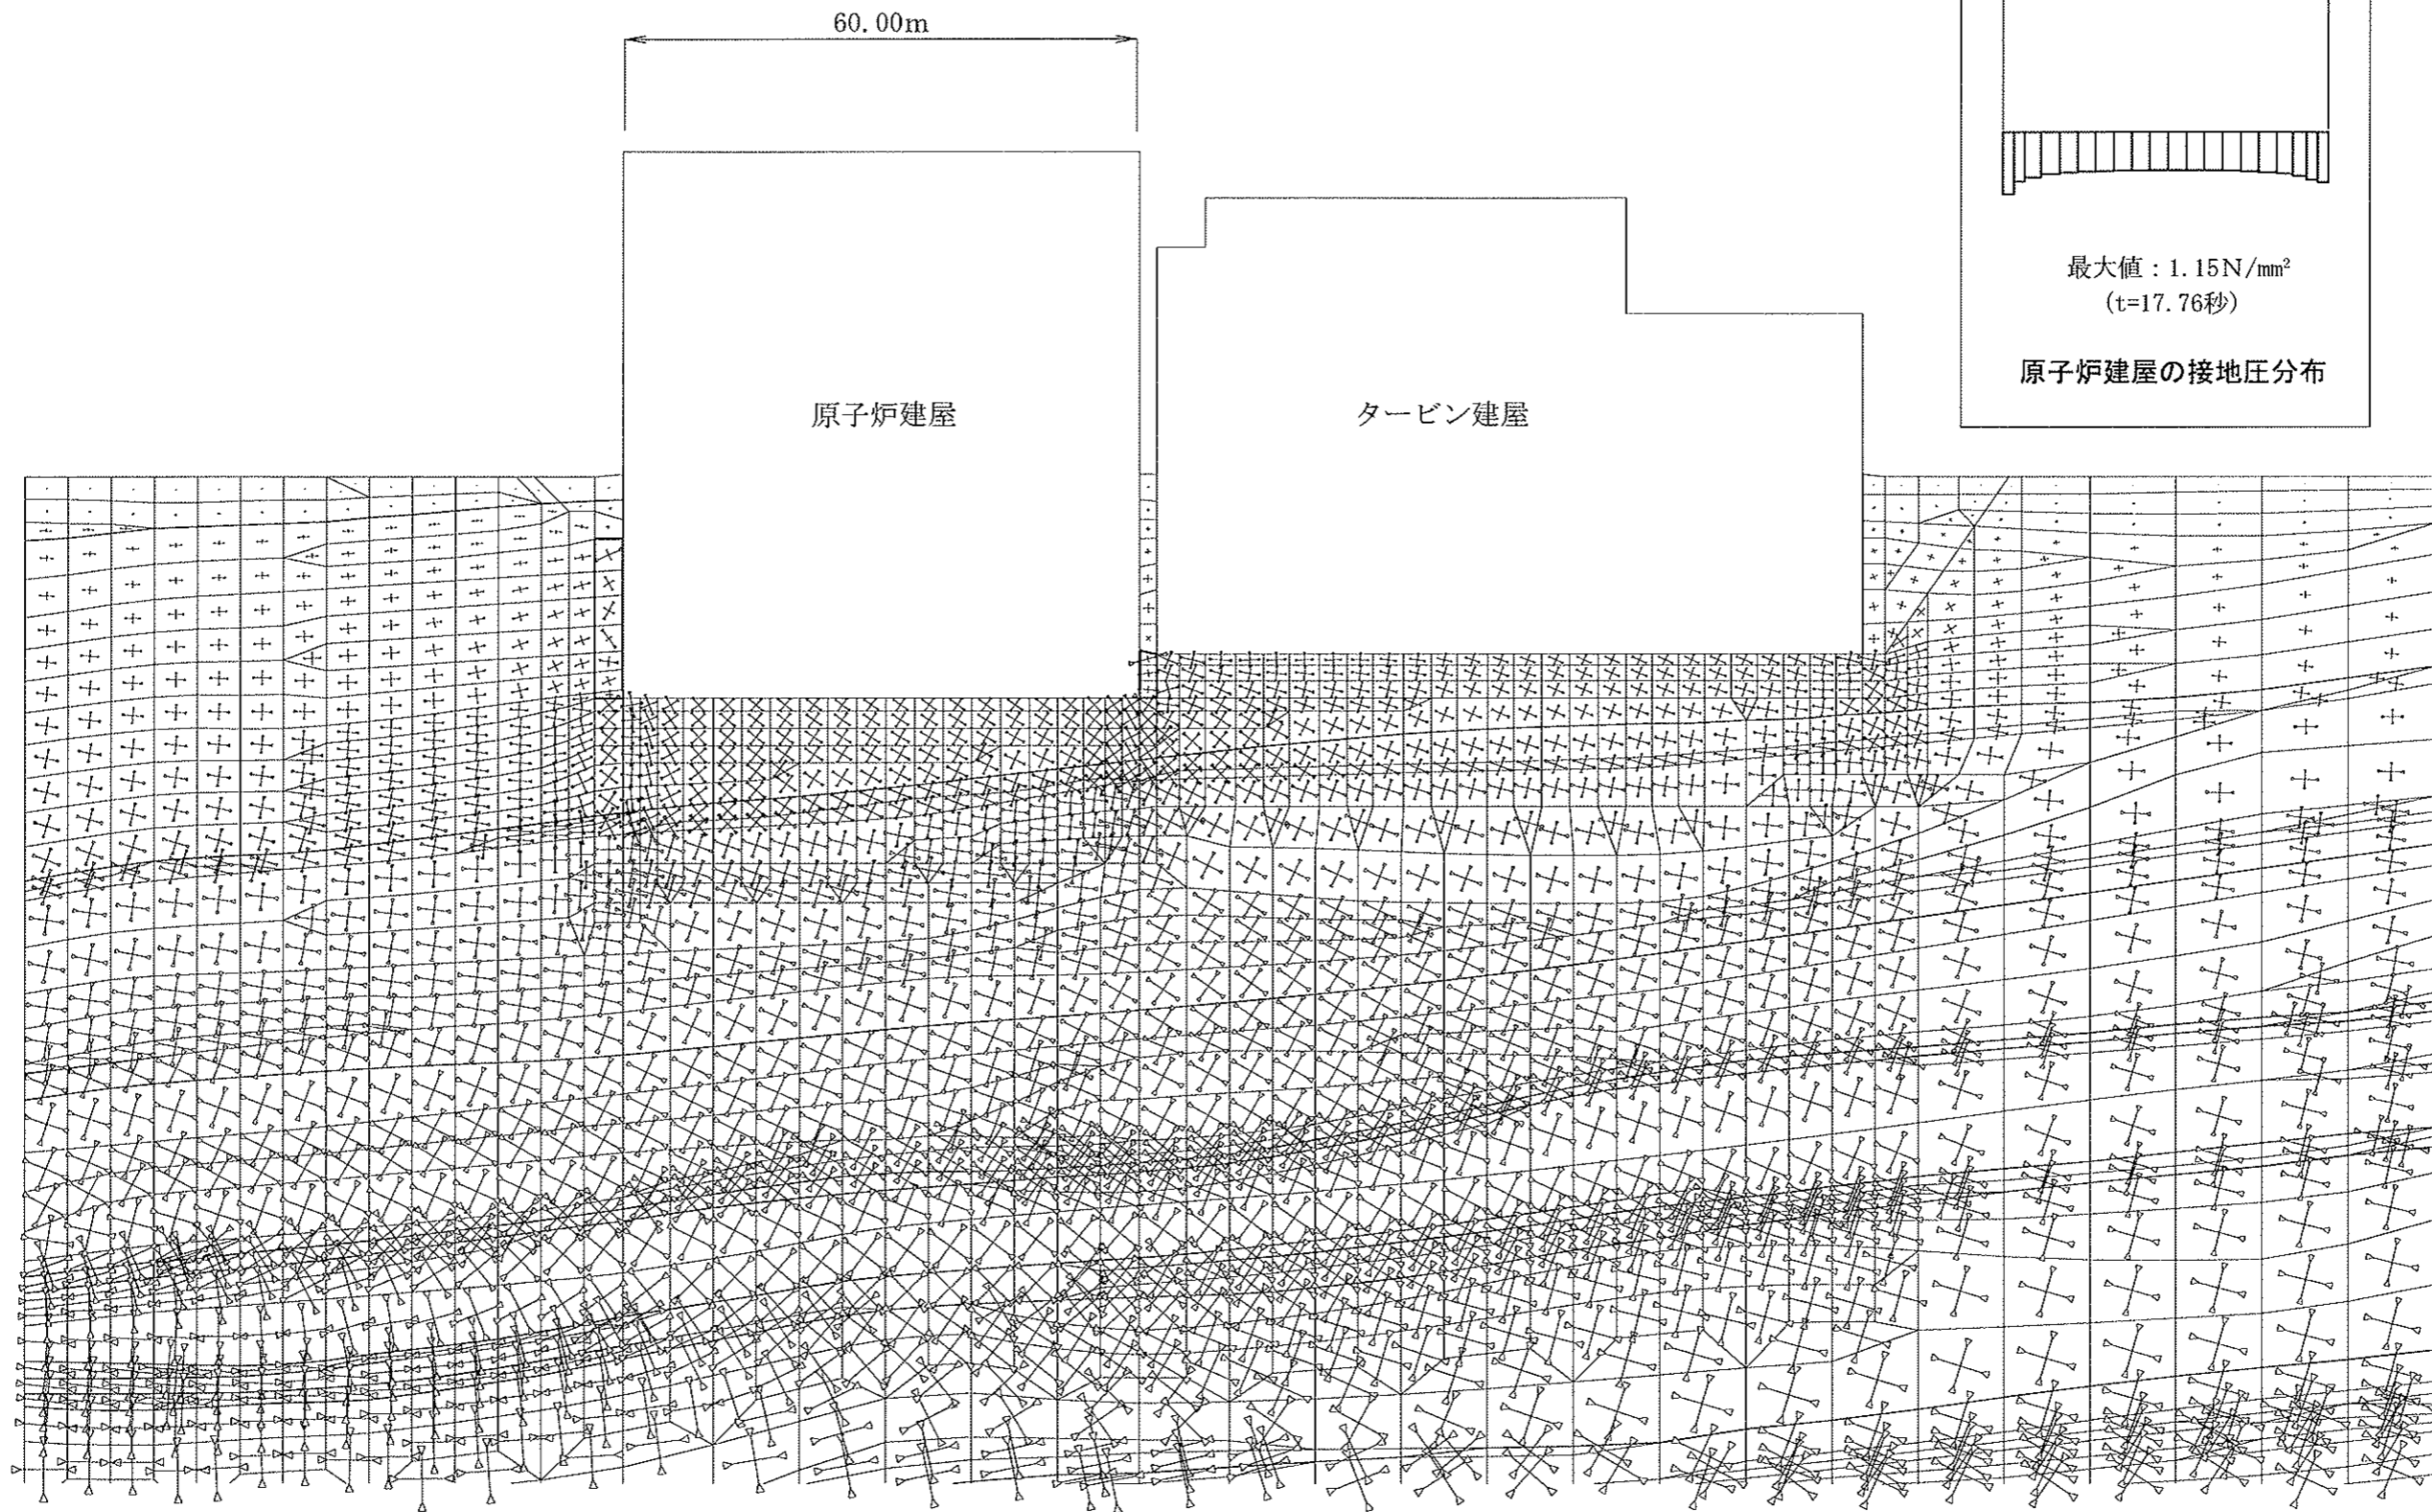 60.00m
最大値：1.15N/mm²
(t=17.76秒)
原子炉建屋の接地圧分布
原子炉建屋
タービン建屋